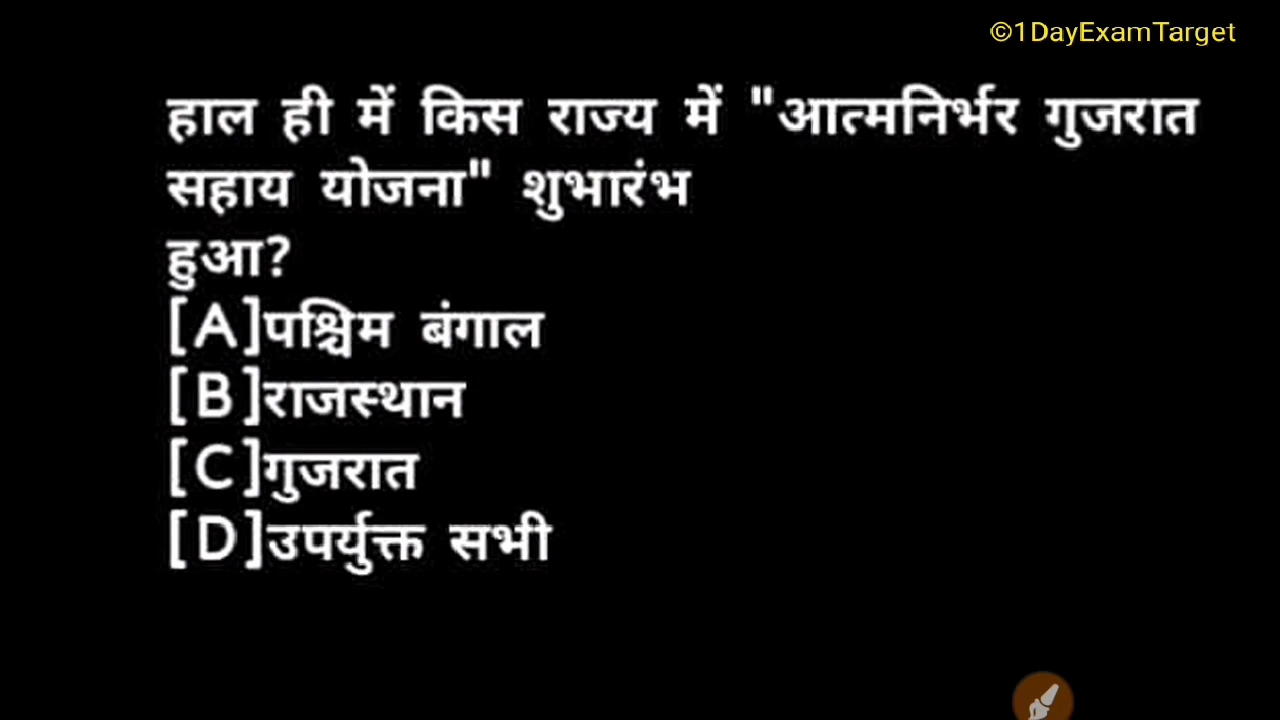 ©1DayExamTarget
हाल ही में किस राज्य में "आत्मनिर्भर गुजरात
सहाय योजना" शुभारंभ
हुआ?
[A]पश्चिम बंगाल
[B]राजस्थान
[C]गुजरात
[D]उपर्युक्त सभी